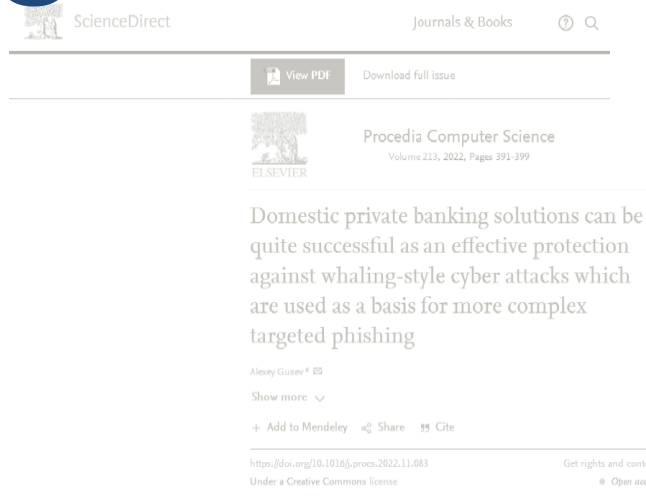 ScienceDirect
Journals & Books
View PDF
Download full issue
ELSEVIER
Procedia Computer Science
Volume 213, 2022, Pages 391-399
Domestic private banking solutions can be
quite successful as an effective protection
against whaling-style cyber attacks which
are used as a basis for more complex
targeted phishing
Alexey Gusev
Show more
+ Add to Mendeley Share Cite
https://doi.org/10.1016/j.procs.2022.11.083
Get rights and cont
Under a Creative Commons license
Open acc